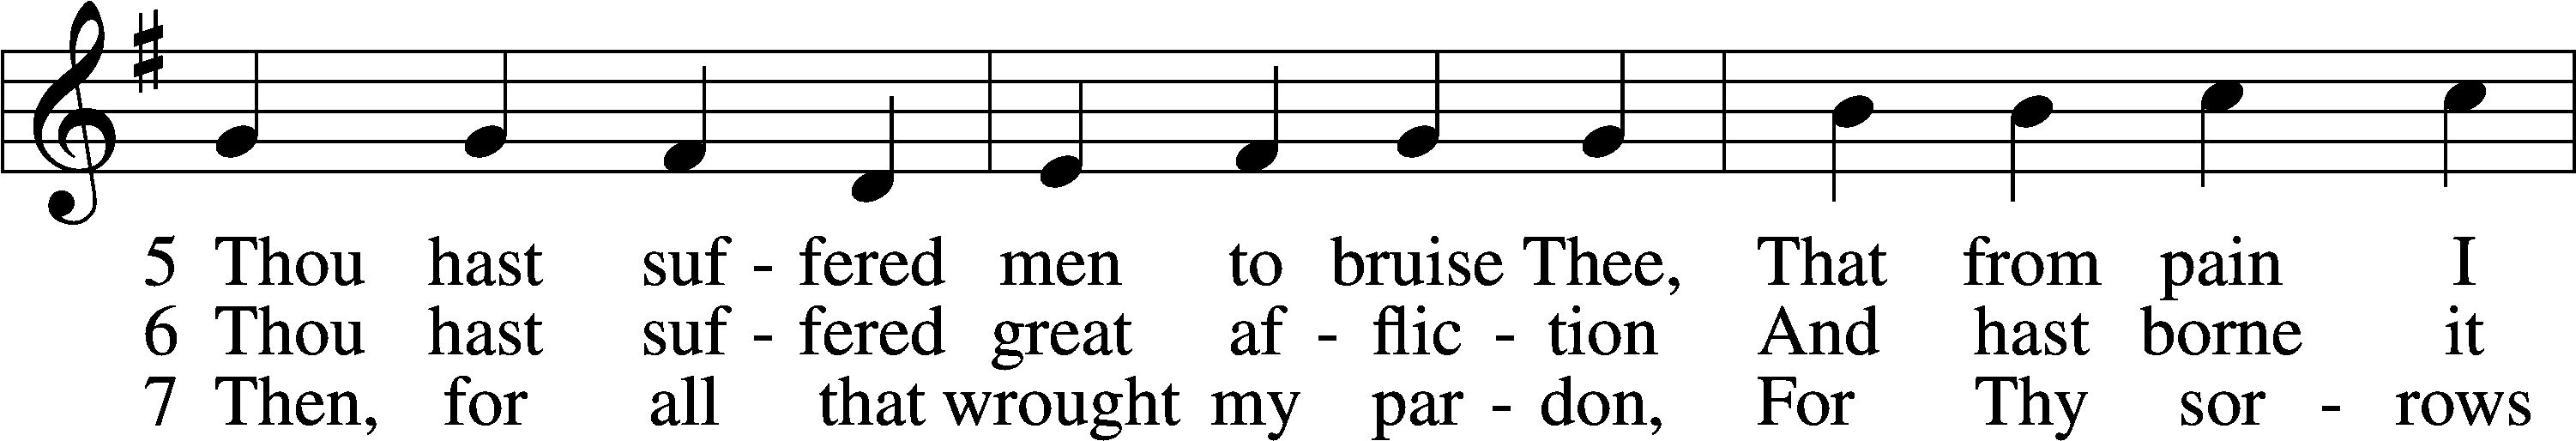 5 Thou hast suf - fered men to bruise Thee, That from pain I
6 Thou hast suf - fered great af - flic - tion And hast borne it
7 Then, for all that wrought my par - don, For Thy sor - rows